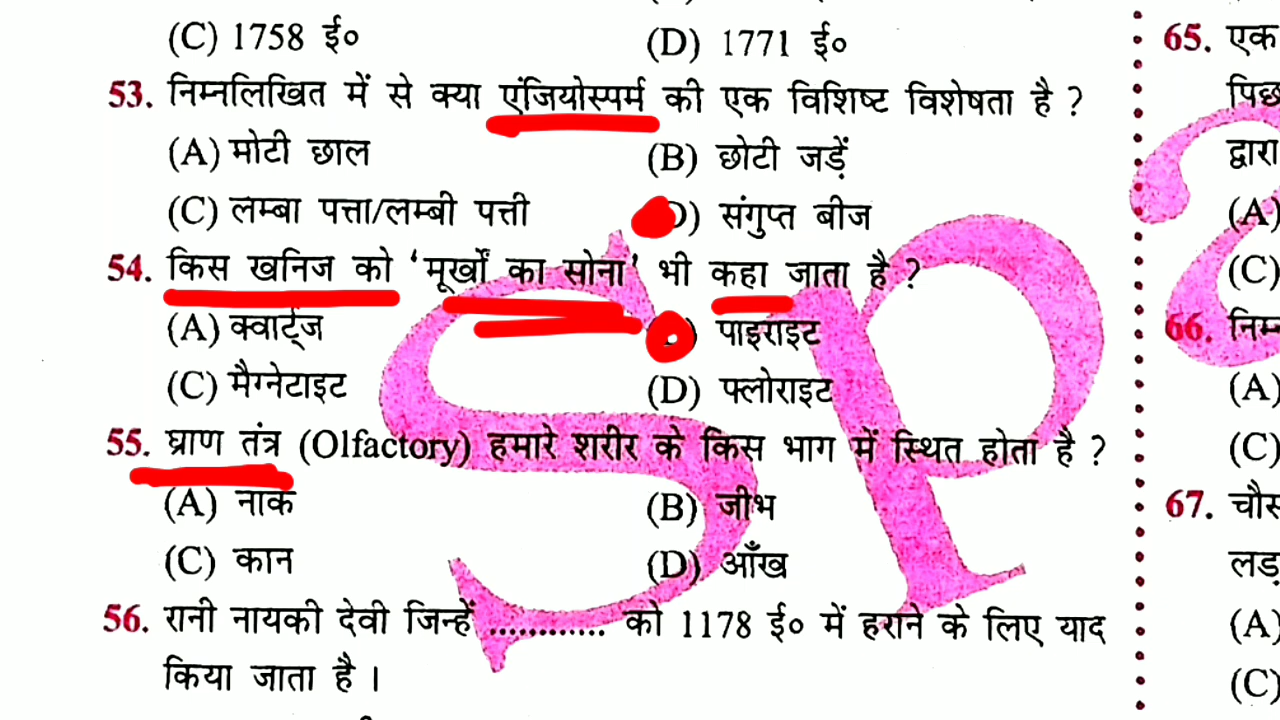 (C) 1758 ई० (D) 1771 ई०
53. निम्नलिखित में से क्या एंजियोस्पर्म की एक विशिष्ट विशेषता है ?
(A) मोटी छाल (B) छोटी जड़ें
(C) लम्बा पत्ता/लम्बी पत्ती D) संगुप्त बीज
54. किस खनिज को 'मूर्खों का सोना' भी कहा जाता है ?
(A) क्वार्ट्ज ) पाइराइट
(C) मैग्नेटाइट (D) फ्लोराइट
55. घ्राण तंत्र (Olfactory) हमारे शरीर के किस भाग में स्थित होता है ?
(A) नाक (B) जीभ
(C) कान (D) आँख
56. रानी नायकी देवी जिन्हें ............ को 1178 ई० में हराने के लिए याद
किया जाता है ।
65. एक
पिछ
द्वारा
(A)
(C)
66. निम्न
(A)
(C)
67. चौस
लड़
(A)
(C)
SP